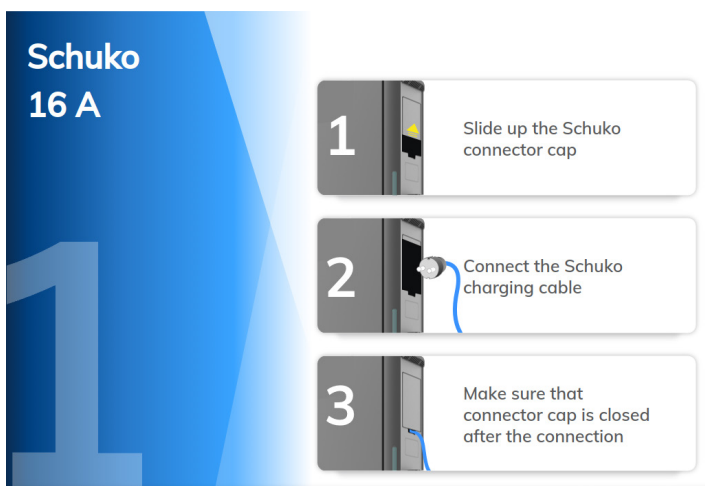 Schuko
16 A
1
1
Slide up the Schuko
connector cap
2
Connect the Schuko
charging cable
3
Make sure that
connector cap is closed
after the connection